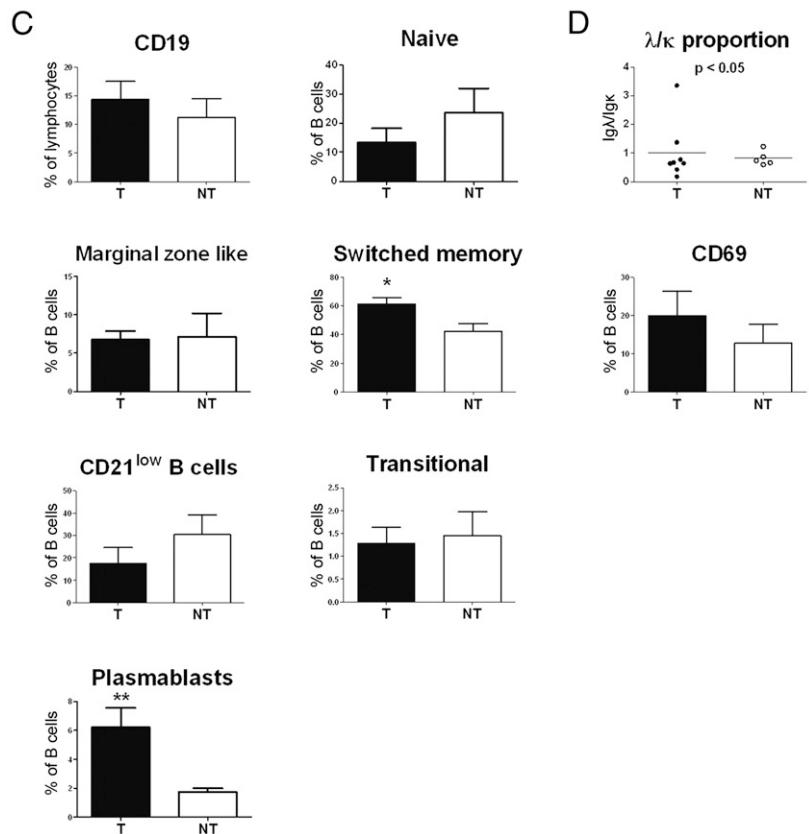 C
CD19
% of lymphocytes
20
15
10
5
0
T NT
Naive
% of B cells
40
30
20
10
0
T NT
D
λ/κ proportion
p < 0.05
Igλ/Igκ
4
3
2
1
0
T NT
Marginal zone like
% of B cells
15
10
5
0
T NT
Switched memory
*
% of B cells
80
60
40
20
0
T NT
CD69
% of B cells
30
20
10
0
T NT
CD21low B cells
% of B cells
50
40
30
20
10
0
T NT
Transitional
% of B cells
2.5
2.0
1.5
1.0
0.5
0.0
T NT
Plasmablasts
**
% of B cells
8
6
4
2
0
T NT